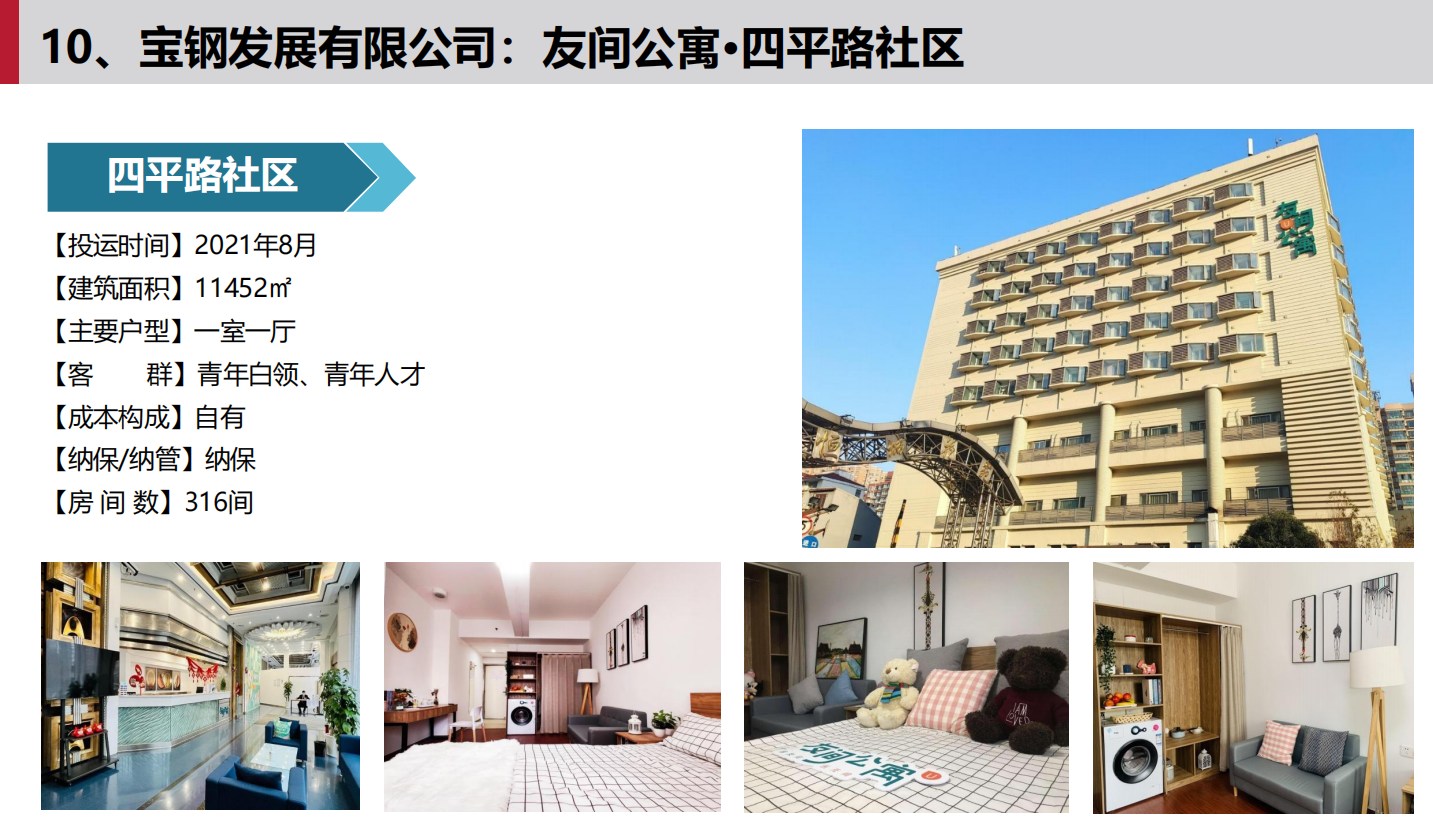 10、宝钢发展有限公司：友间公寓•四平路社区
四平路社区
【投运时间】2021年8月
【建筑面积】11452㎡
【主要户型】一室一厅
【客　　群】青年白领、青年人才
【成本构成】自有
【纳保/纳管】纳保
【房 间 数】316间
友间公寓
友间公寓
I AM
LOVED